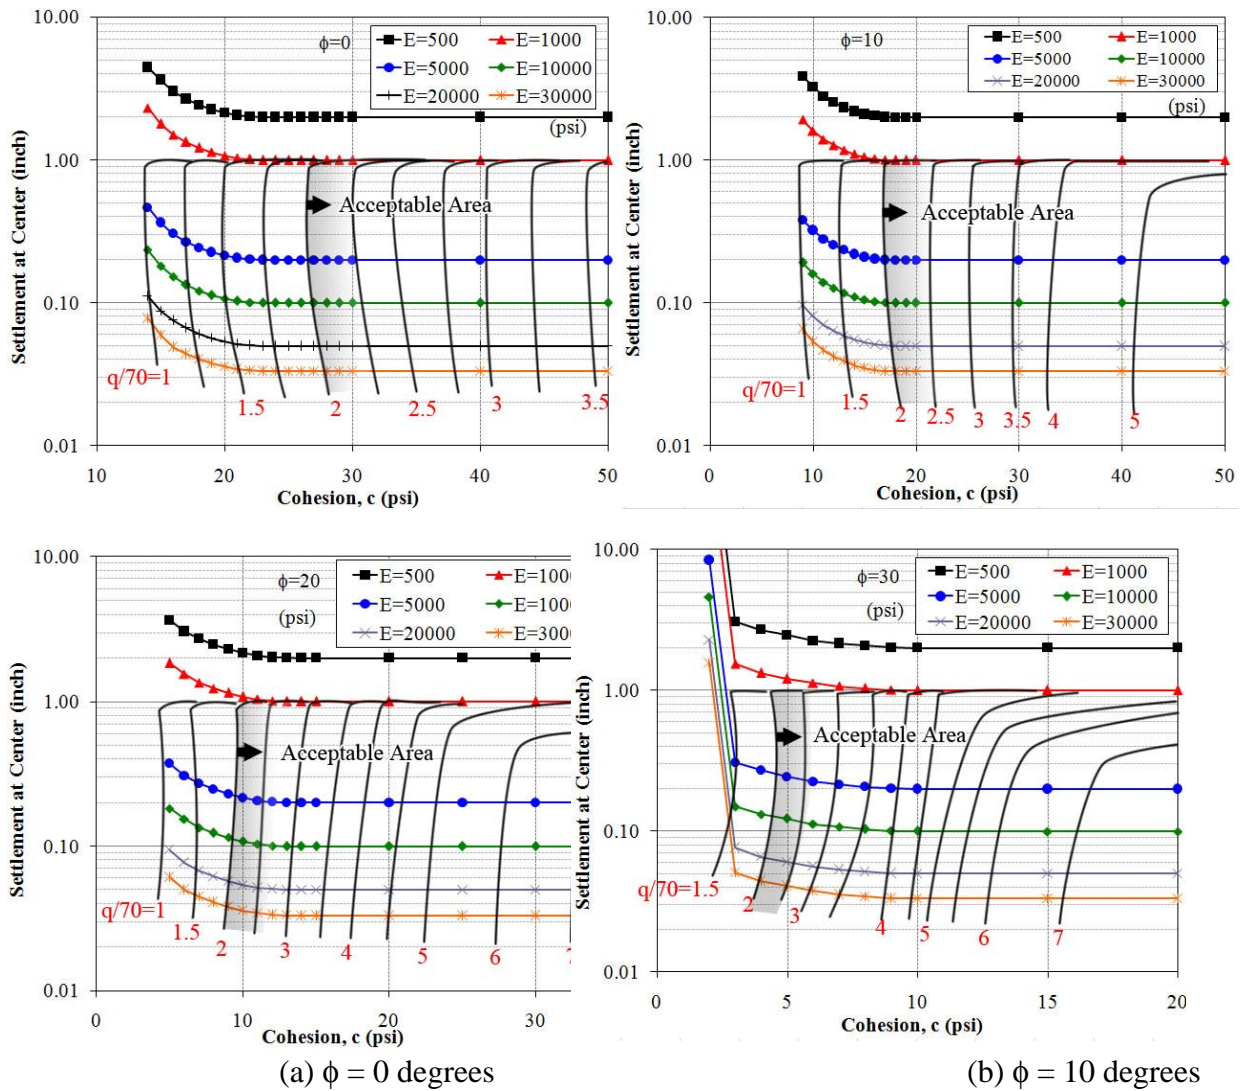 10.00
1.00
0.10
0.01
Settlement at Center (inch)
ϕ=0
E=500
E=1000
E=5000
E=10000
E=20000
E=30000
(psi)
Acceptable Area
q/70=1
1.5
2
2.5
3
3.5
10
20
30
40
50
Cohesion, c (psi)
10.00
1.00
0.10
0.01
Settlement at Center (inch)
ϕ=10
E=500
E=1000
E=5000
E=10000
E=20000
E=30000
(psi)
Acceptable Area
q/70=1
1.5
2
2.5
3
3.5
4
5
0
10
20
30
40
50
Cohesion, c (psi)
10.00
1.00
0.10
0.01
Settlement at Center (inch)
ϕ=20
(psi)
E=500
E=100
E=5000
E=100
E=20000
E=300
Acceptable Area
q/70=1
1.5
2
3
4
5
6
0
10
20
30
Cohesion, c (psi)
10.00
1.00
0.10
0.01
Settlement at Center (inch)
ϕ=30
(psi)
E=500
E=1000
E=5000
E=10000
E=20000
E=30000
Acceptable Area
q/70=1.5
2
3
4
5
6
7
0
5
10
15
20
Cohesion, c (psi)
(a) ϕ = 0 degrees
(b) ϕ = 10 degrees